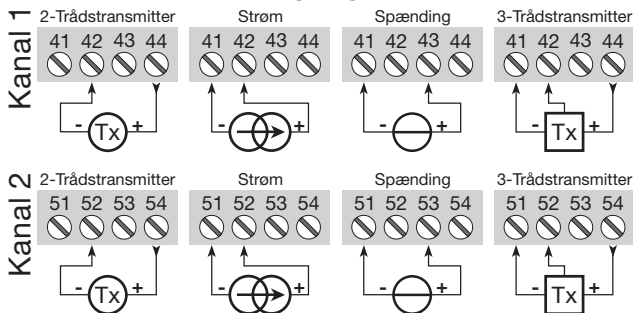 Kanal 1
2-Trådstransmitter Strøm Spænding 3-Trådstransmitter
41 42 43 44 41 42 43 44 41 42 43 44 41 42 43 44
- Tx + - + - + - Tx +
Kanal 2
2-Trådstransmitter Strøm Spænding 3-Trådstransmitter
51 52 53 54 51 52 53 54 51 52 53 54 51 52 53 54
- Tx + - + - + - Tx +